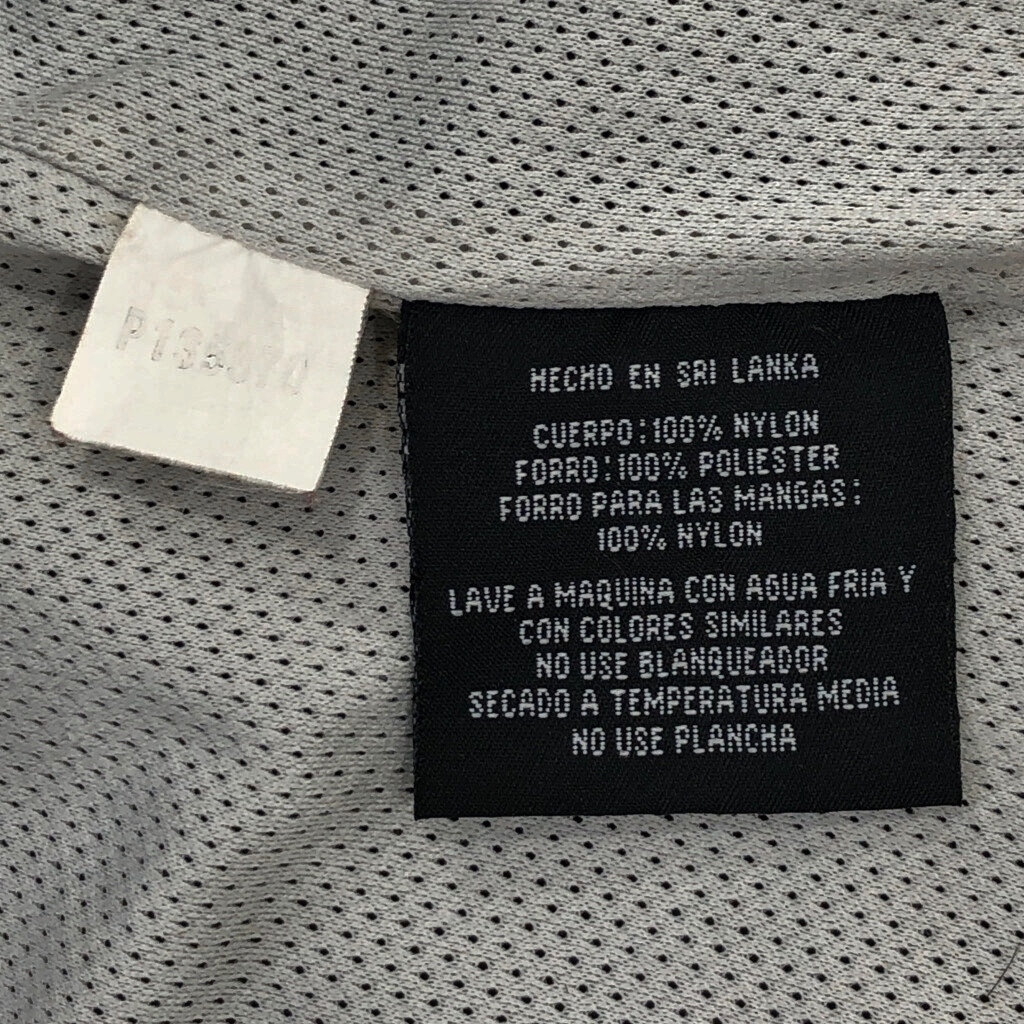 HECHO EN SRI LANKA
CUERPO:100% NYLON
FORRO:100% POLIESTER
FORRO PARA LAS MANGAS:
100% NYLON
LAVE A MAQUINA CON AGUA FRIA Y
CON COLORES SIMILARES
NO USE BLANQUEADOR
SECADO A TEMPERATURA MEDIA
NO USE PLANCHA